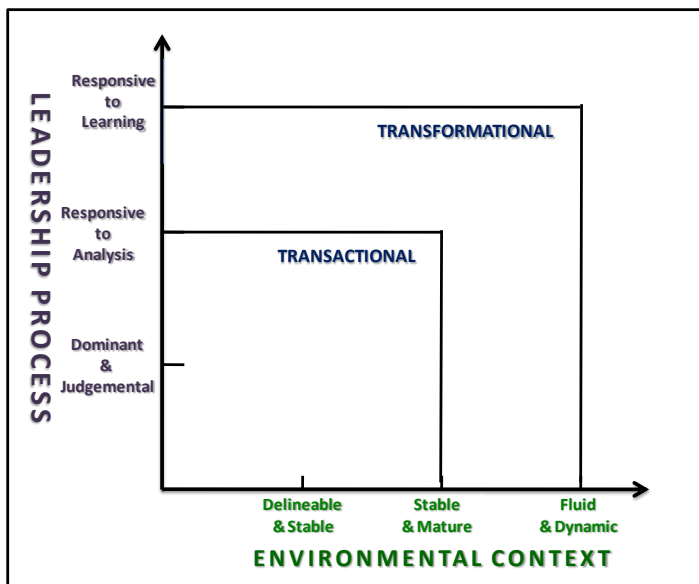 LEADERSHIP PROCESS
Responsive
to
Learning
TRANSFORMATIONAL
Responsive
to
Analysis
TRANSACTIONAL
Dominant
&
Judgemental
Delineable
& Stable
Stable
& Mature
Fluid
& Dynamic
ENVIRONMENTAL CONTEXT